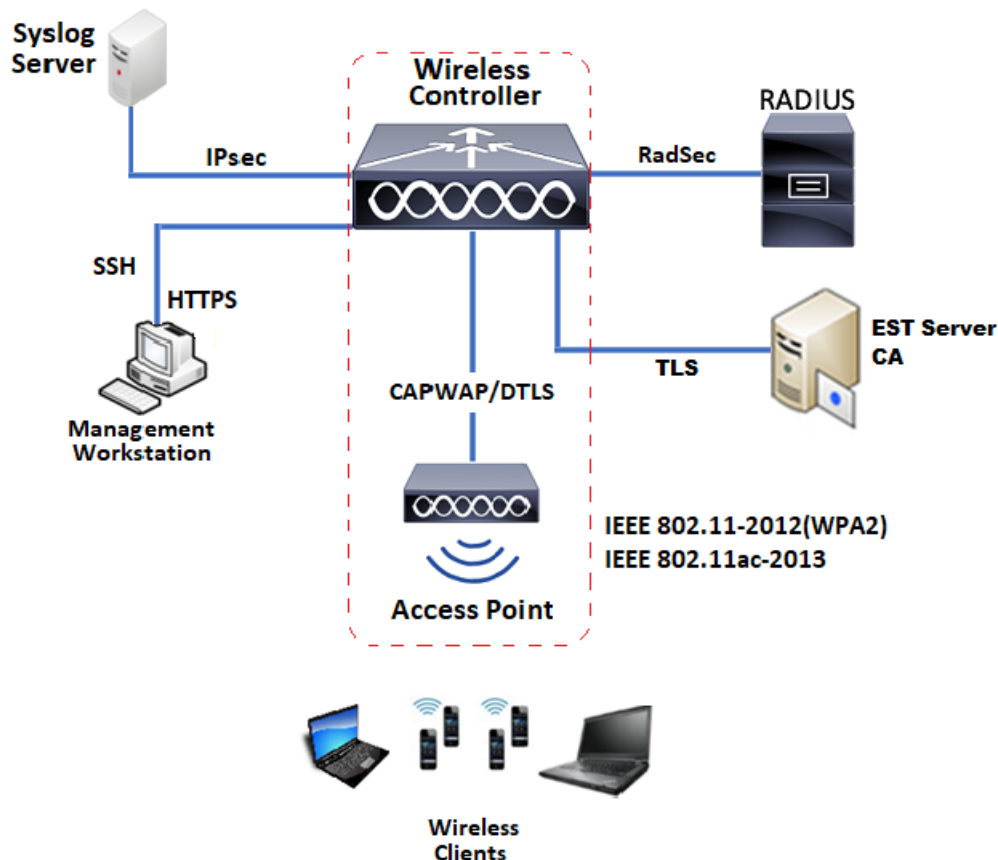 Syslog
Server
Wireless
Controller
RADIUS
IPsec
RadSec
SSH
HTTPS
EST Server
CA
TLS
CAPWAP/DTLS
Management
Workstation
IEEE 802.11-2012(WPA2)
IEEE 802.11ac-2013
Access Point
Wireless
Clients